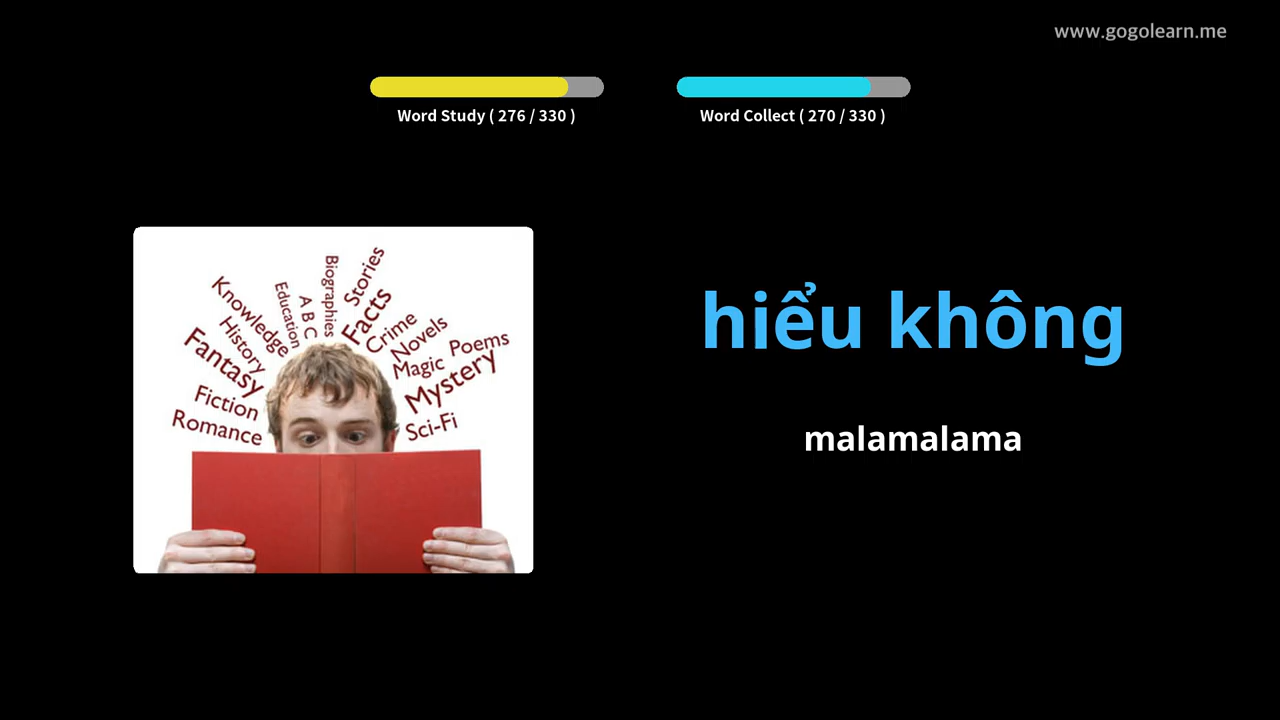 www.gogolearn.me
Word Study ( 276 / 330 )
Word Collect ( 270 / 330 )
Knowledge
History
Education
A B C
Biographies
Stories
Facts
Crime
Novels
Magic
Poems
Mystery
Sci-Fi
Fantasy
Fiction
Romance
hiểu không
malamalama